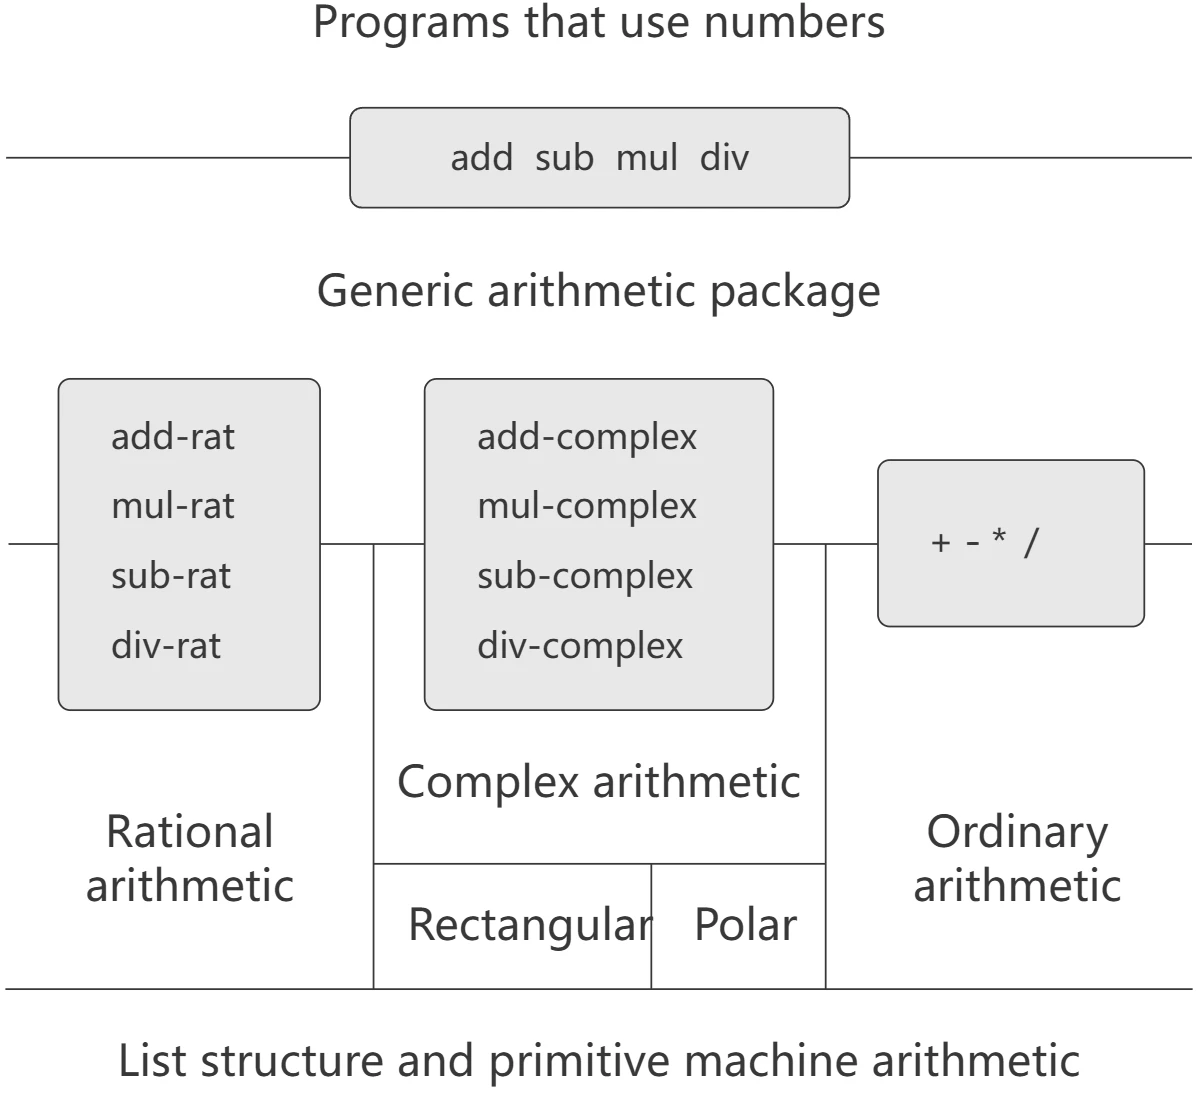 Programs that use numbers
add sub mul div
Generic arithmetic package
add-rat
mul-rat
sub-rat
div-rat
add-complex
mul-complex
sub-complex
div-complex
+ - * /
Rational
arithmetic
Complex arithmetic
Rectangular
Polar
Ordinary
arithmetic
List structure and primitive machine arithmetic